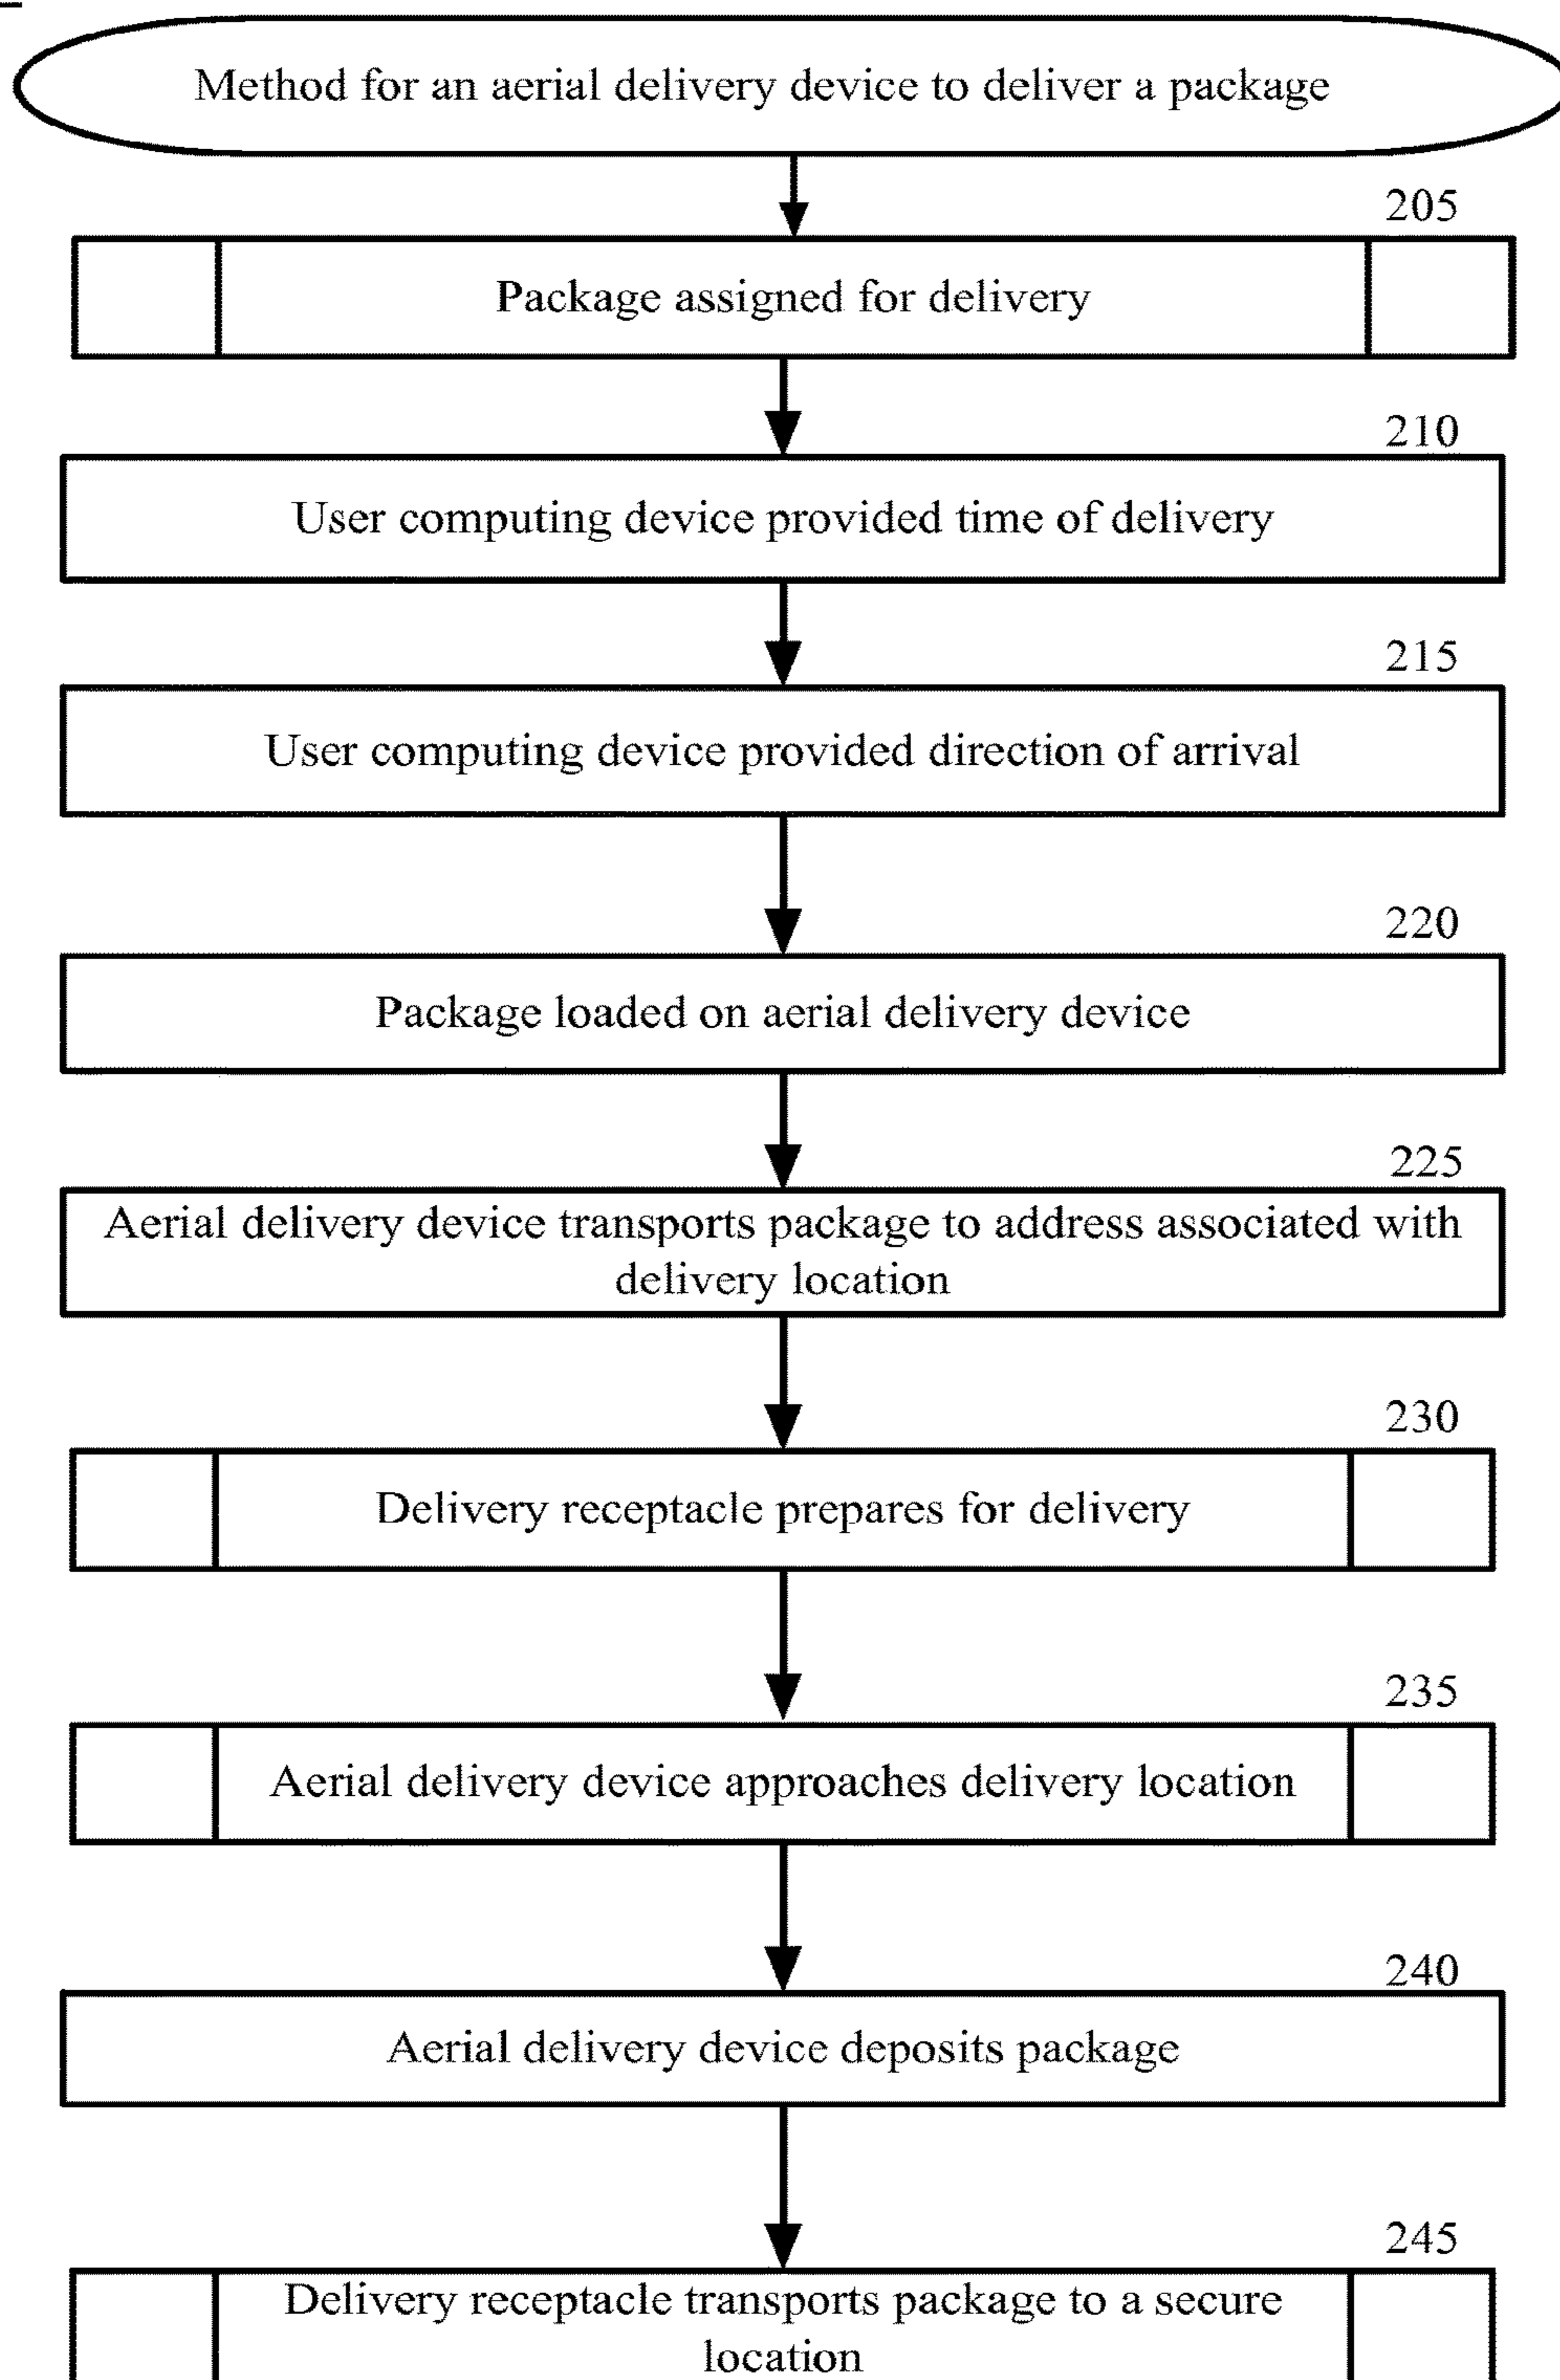 Method for an aerial delivery device to deliver a package
205
Package assigned for delivery
210
User computing device provided time of delivery
215
User computing device provided direction of arrival
220
Package loaded on aerial delivery device
225
Aerial delivery device transports package to address associated with
delivery location
230
Delivery receptacle prepares for delivery
235
Aerial delivery device approaches delivery location
240
Aerial delivery device deposits package
245
Delivery receptacle transports package to a secure
location